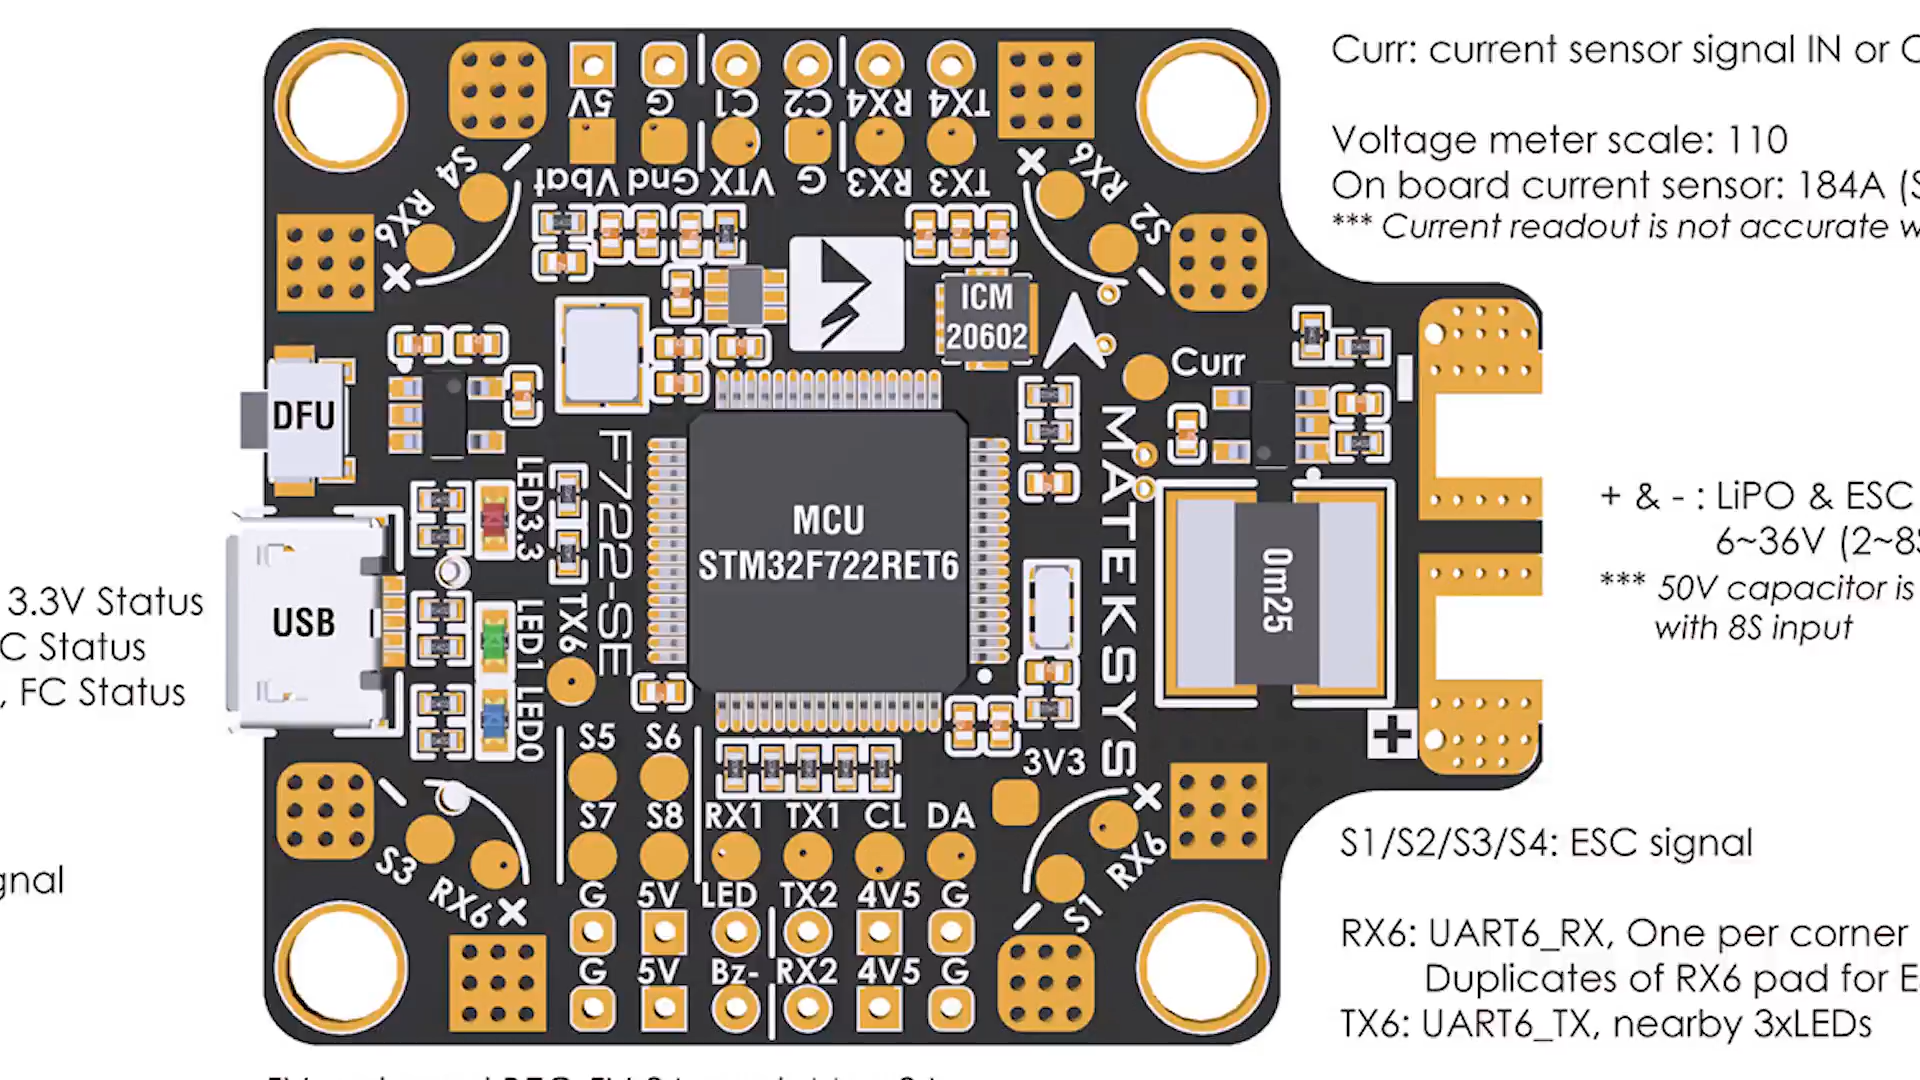 Curr: current sensor signal IN or
Voltage meter scale: 110
On board current sensor: 184A
*** Current readout is not accurate
5V G C1 C2 RX4 TX4
Vbat Gnd VTX G RX3 TX3
S4
RX6
RX6
S2
ICM
20602
Curr
DFU
LED3.3
F722-SE
MCU
STM32F722RET6
MATEKSYS
0m25
+ & - : LiPO & ESC
6~36V
*** 50V capacitor is
with 8S input
3.3V Status
C Status
, FC Status
USB
LED1
LED0
TX6
S5 S6
3V3
+
S7 S8 RX1 TX1 CL DA
S3
RX6
RX6
S1
G 5V LED TX2 4V5 G
G 5V Bz- RX2 4V5 G
S1/S2/S3/S4: ESC signal
RX6: UART6_RX, One per corner
Duplicates of RX6 pad for
TX6: UART6_TX, nearby 3xLEDs